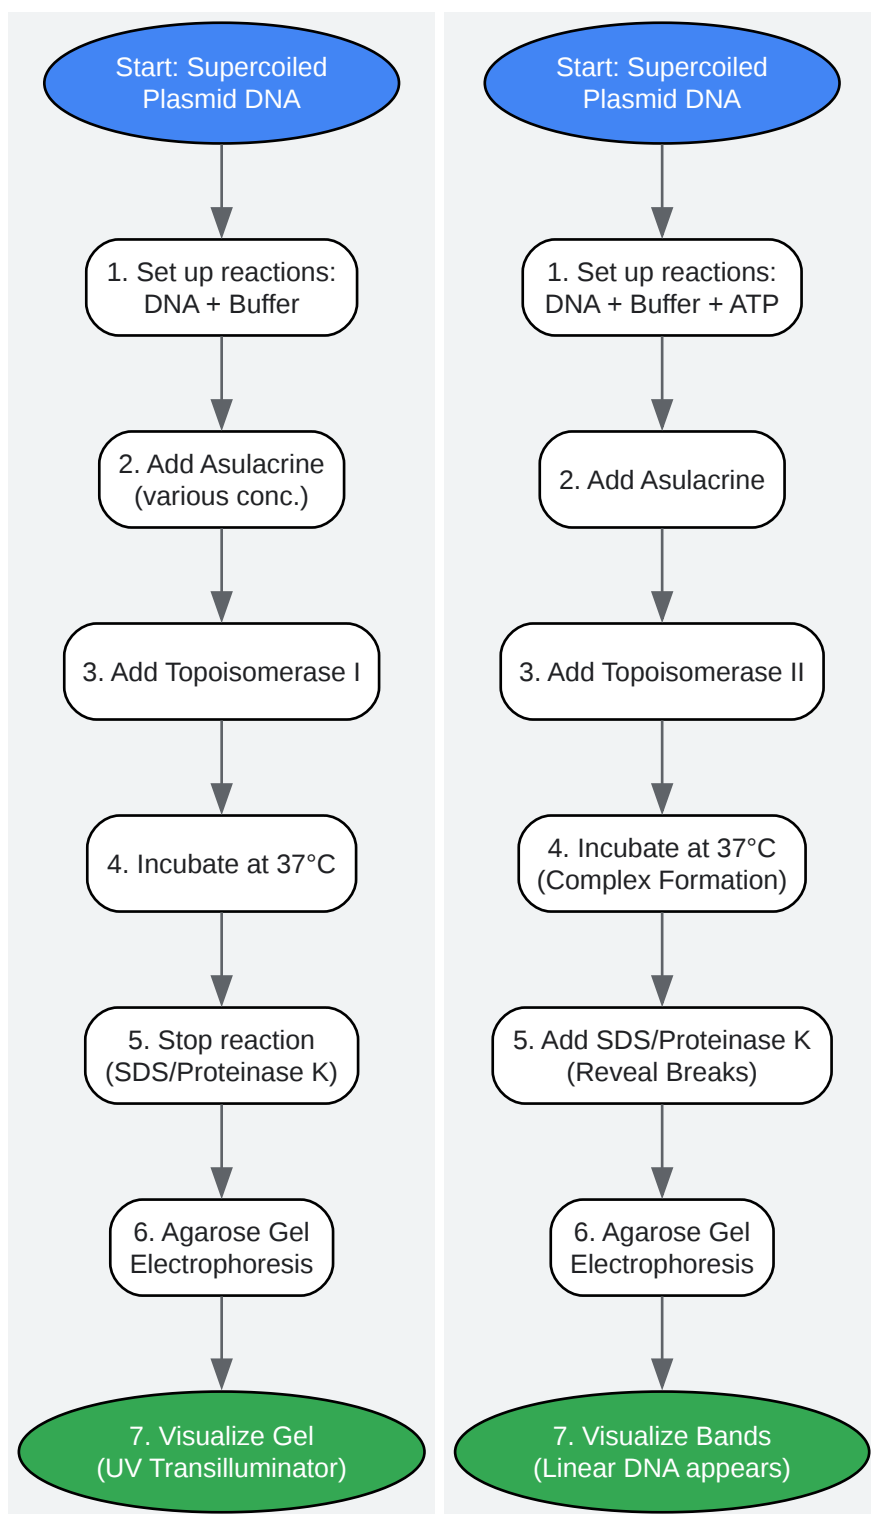 Start: Supercoiled
Plasmid DNA
1. Set up reactions:
DNA + Buffer
2. Add Asulacrine
(various conc.)
3. Add Topoisomerase I
4. Incubate at 37°C
5. Stop reaction
(SDS/Proteinase K)
6. Agarose Gel
Electrophoresis
7. Visualize Gel
(UV Transilluminator)
Start: Supercoiled
Plasmid DNA
1. Set up reactions:
DNA + Buffer + ATP
2. Add Asulacrine
3. Add Topoisomerase II
4. Incubate at 37°C
(Complex Formation)
5. Add SDS/Proteinase K
(Reveal Breaks)
6. Agarose Gel
Electrophoresis
7. Visualize Bands
(Linear DNA appears)